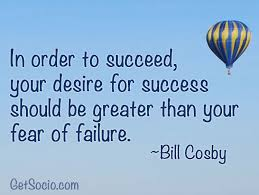 In order to succeed,
your desire for success
should be greater than your
fear of failure.
~Bill Cosby
GetSocio.com